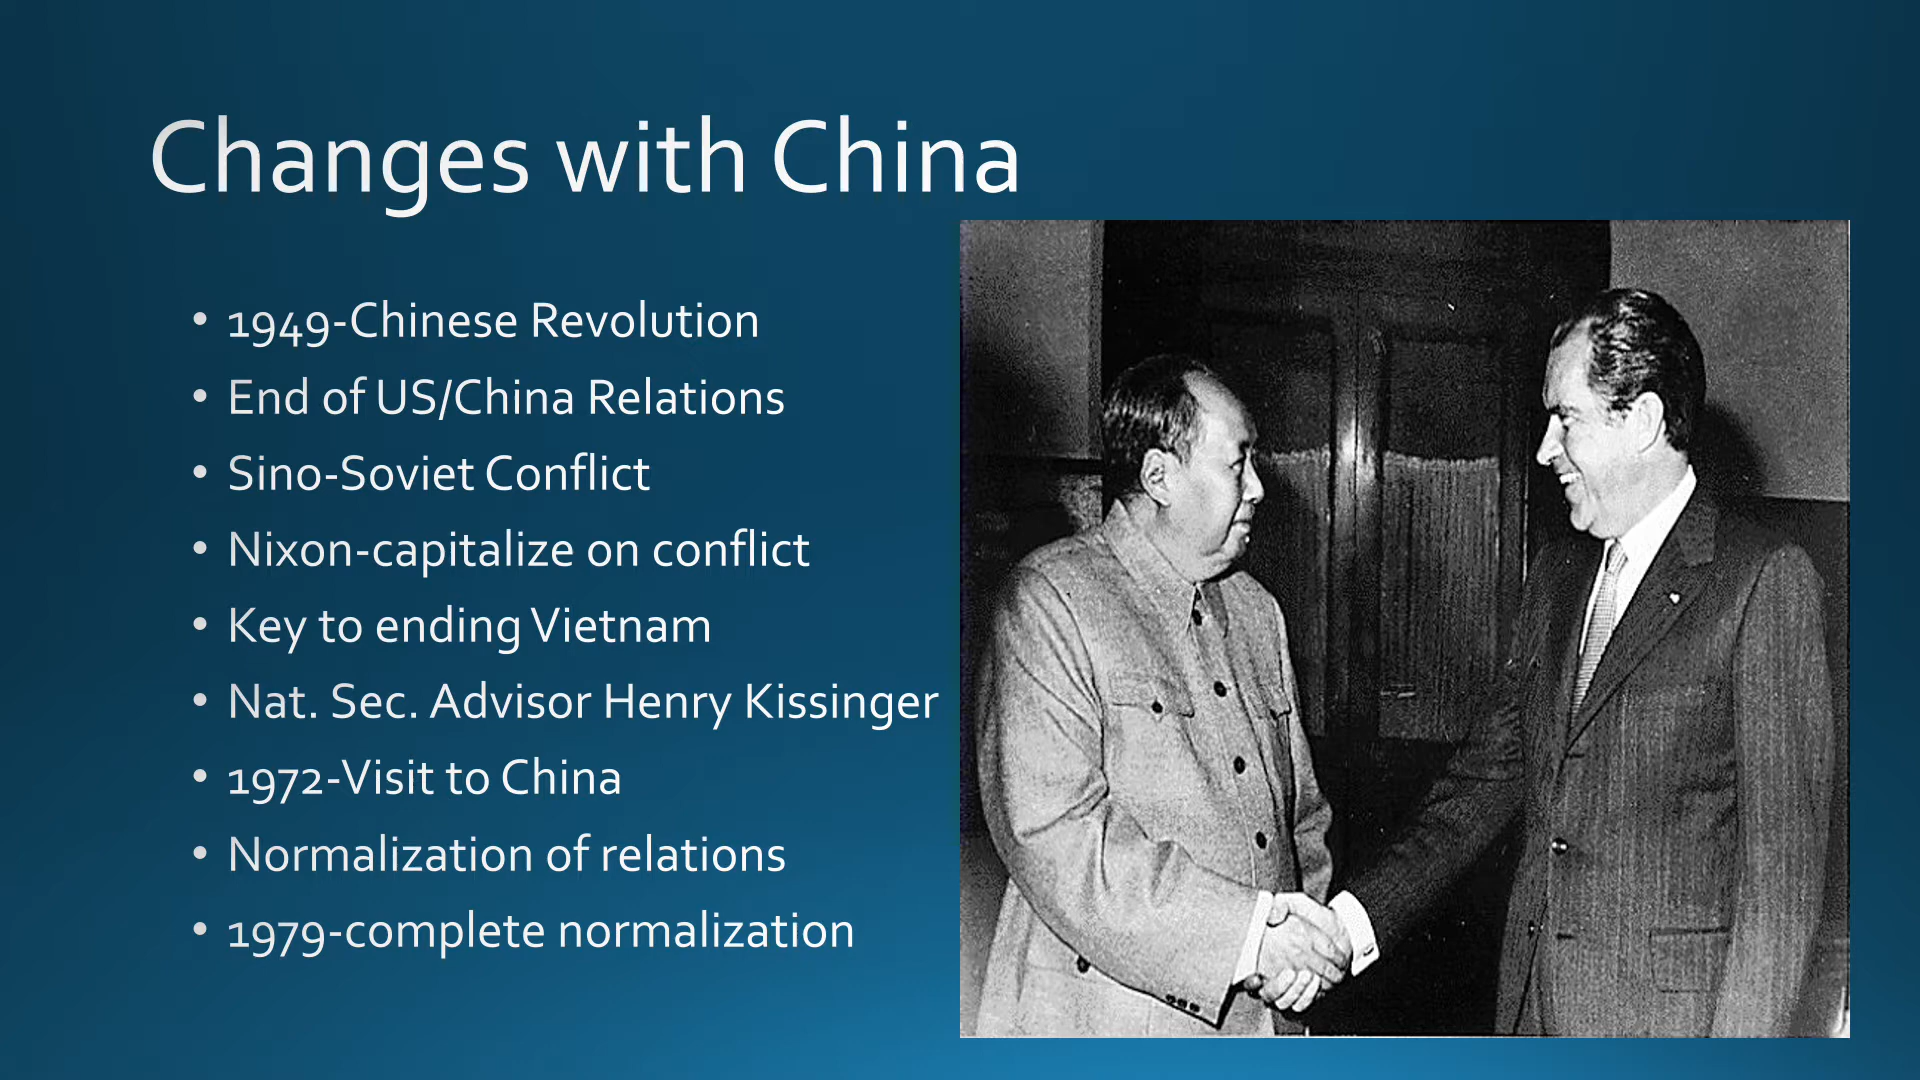 Changes with China
• 1949-Chinese Revolution
• End of US/China Relations
• Sino-Soviet Conflict
• Nixon-capitalize on conflict
• Key to ending Vietnam
• Nat. Sec. Advisor Henry Kissinger
• 1972-Visit to China
• Normalization of relations
• 1979-complete normalization